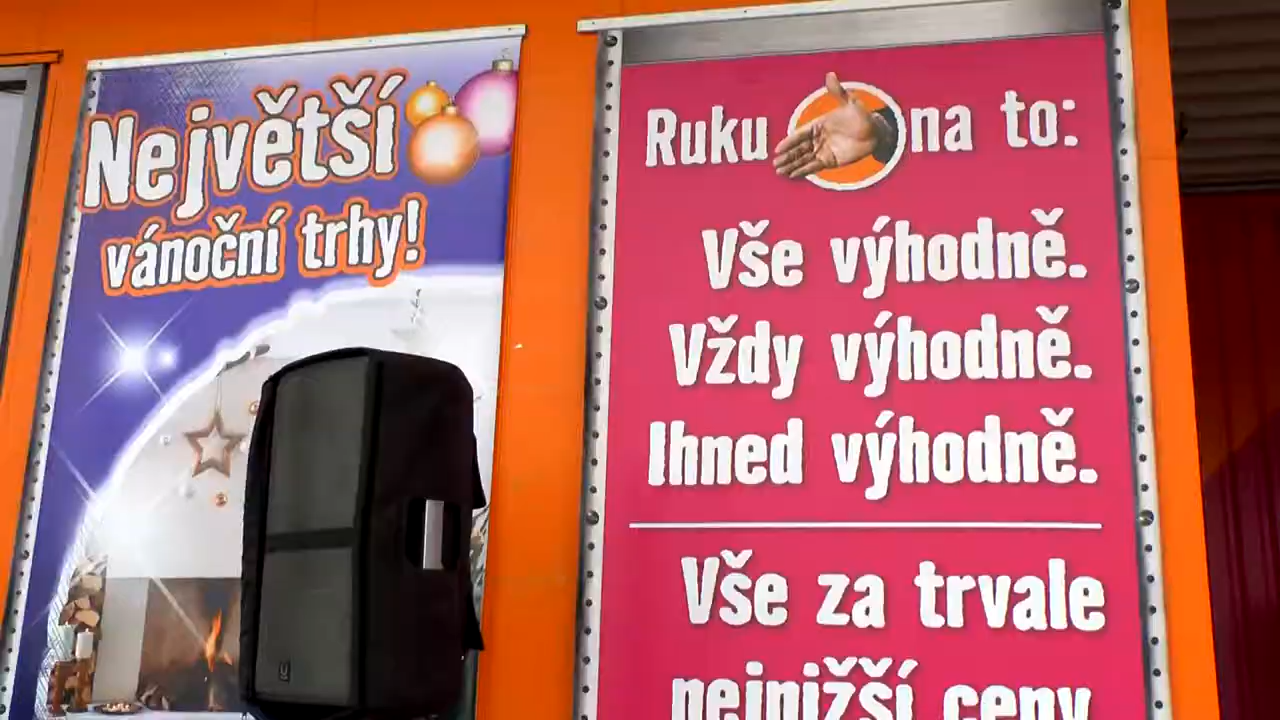 Největší
vánoční trhy!
Ruku na to:
Vše výhodně.
Vždy výhodně.
Ihned výhodně.
Vše za trvale
nejnižší ceny